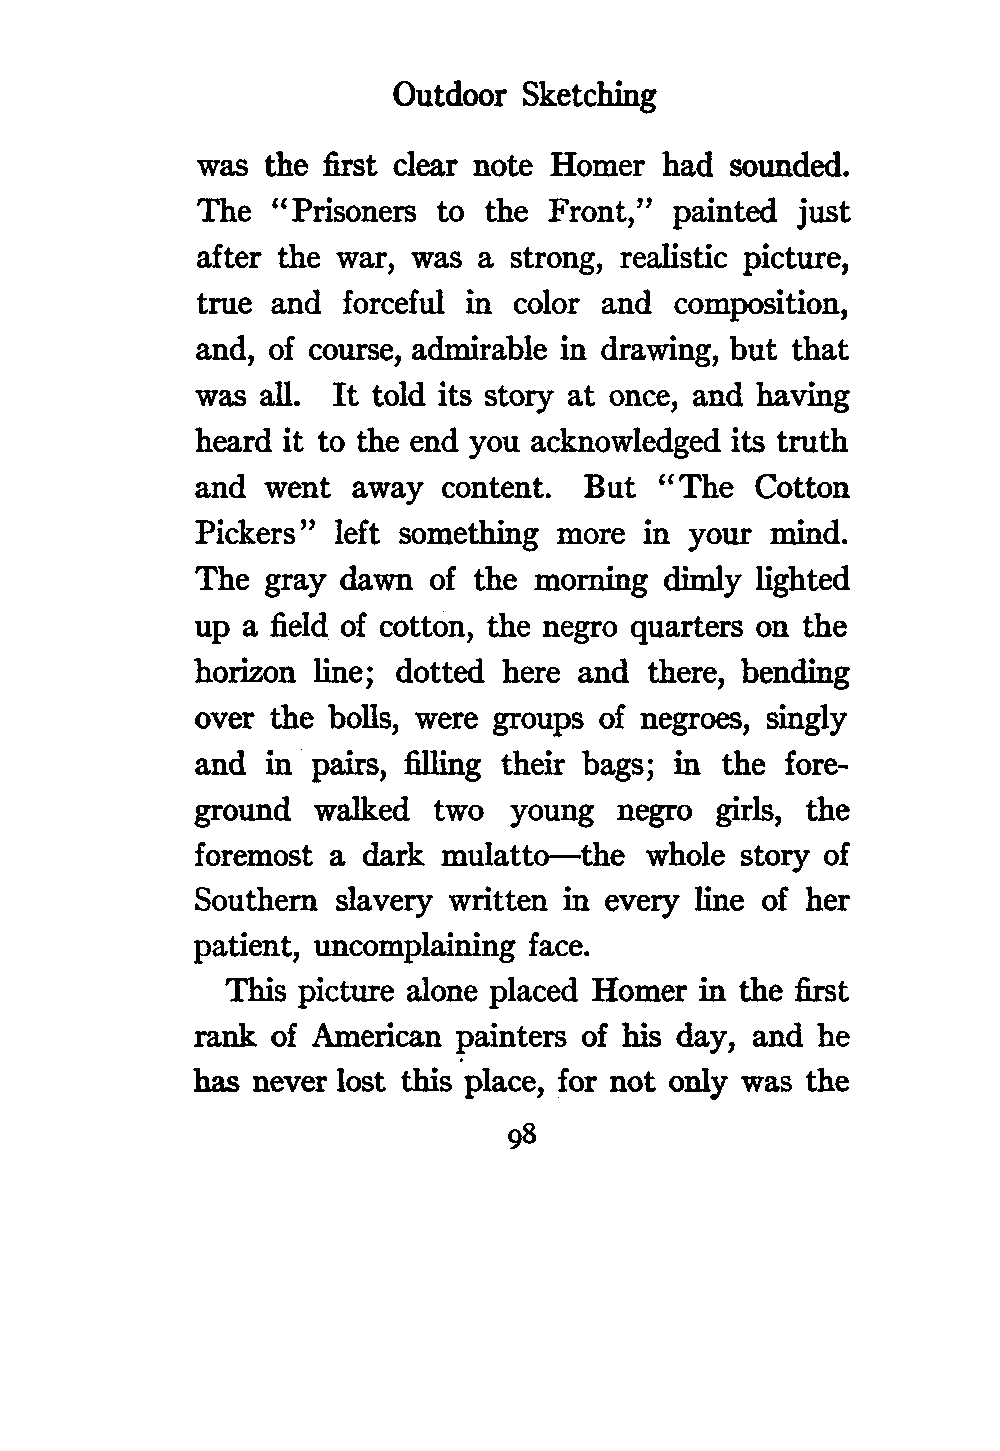 Outdoor Sketching
was the first clear note Homer had sounded.
The "Prisoners to the Front," painted just
after the war, was a strong, realistic picture,
true and forceful in color and composition,
and, of course, admirable in drawing, but that
was all. It told its story at once, and having
heard it to the end you acknowledged its truth
and went away content. But "The Cotton
Pickers" left something more in your mind.
The gray dawn of the morning dimly lighted
up a field of cotton, the negro quarters on the
horizon line; dotted here and there, bending
over the bolls, were groups of negroes, singly
and in pairs, filling their bags; in the fore-
ground walked two young negro girls, the
foremost a dark mulatto—the whole story of
Southern slavery written in every line of her
patient, uncomplaining face.
This picture alone placed Homer in the first
rank of American painters of his day, and he
has never lost this place, for not only was the
98